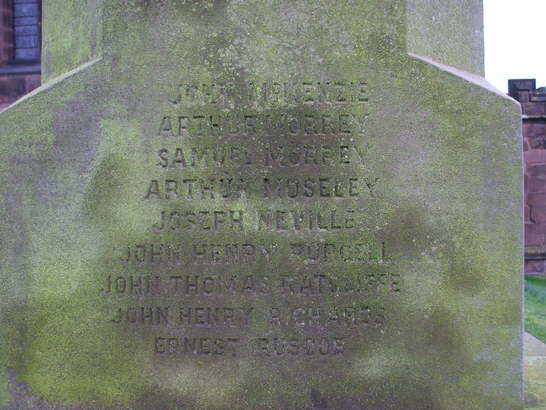 JOHN McKENZIE
ARTHUR MORREY
SAMUEL MORREY
ARTHUR MOSELEY
JOSEPH NEVILLE
JOHN HENRY PURCELL
JOHN THOMAS RATCLIFFE
JOHN HENRY RICHARDS
ERNEST RUSCOE